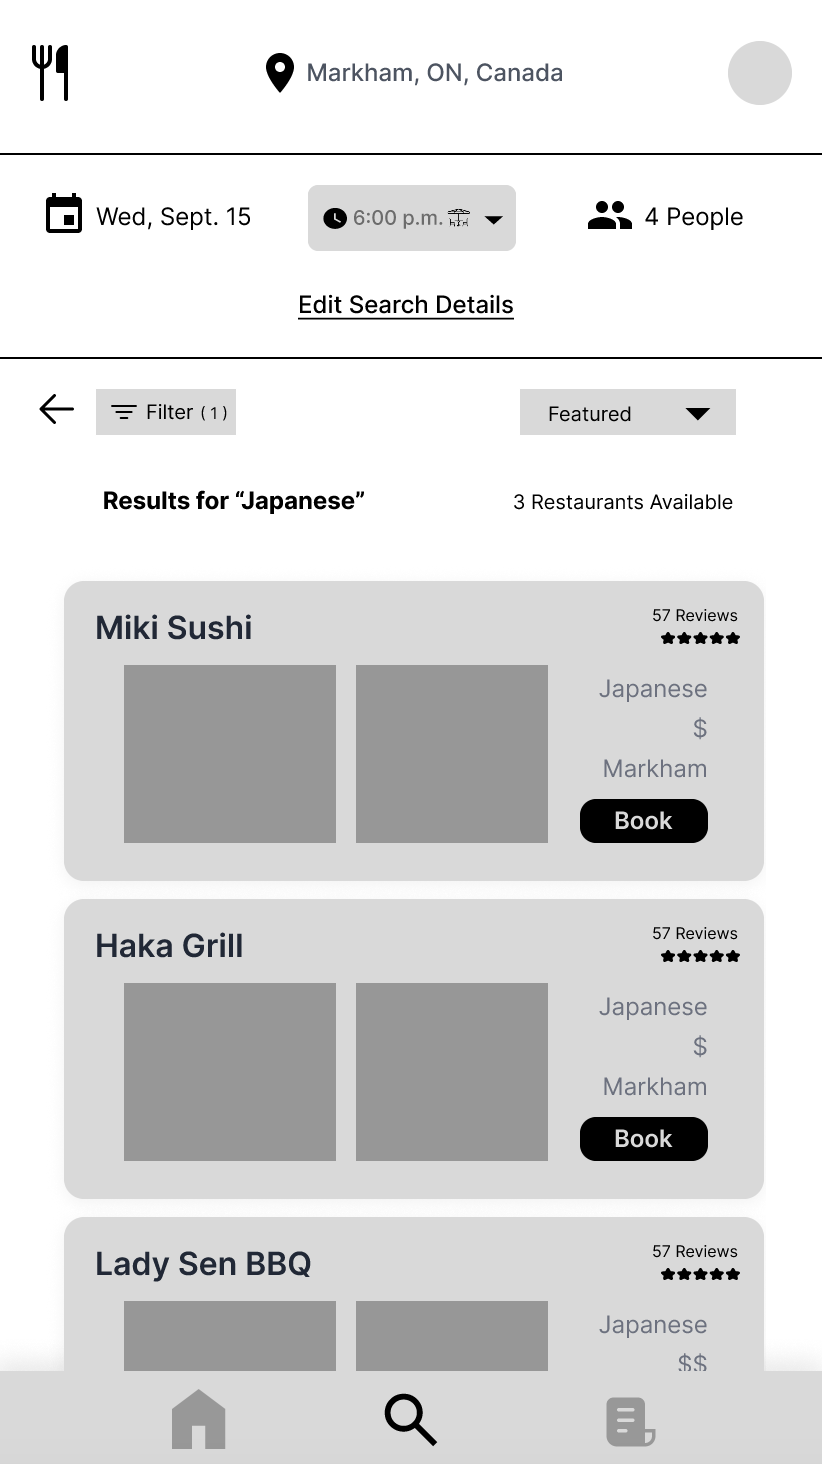 Markham, ON, Canada
Wed, Sept. 15
6:00 p.m.
4 People
Edit Search Details
Filter (1)
Featured
Results for “Japanese”
3 Restaurants Available
Miki Sushi
57 Reviews
Japanese
$
Markham
Book
Haka Grill
57 Reviews
Japanese
$
Markham
Book
Lady Sen BBQ
57 Reviews
Japanese
$$